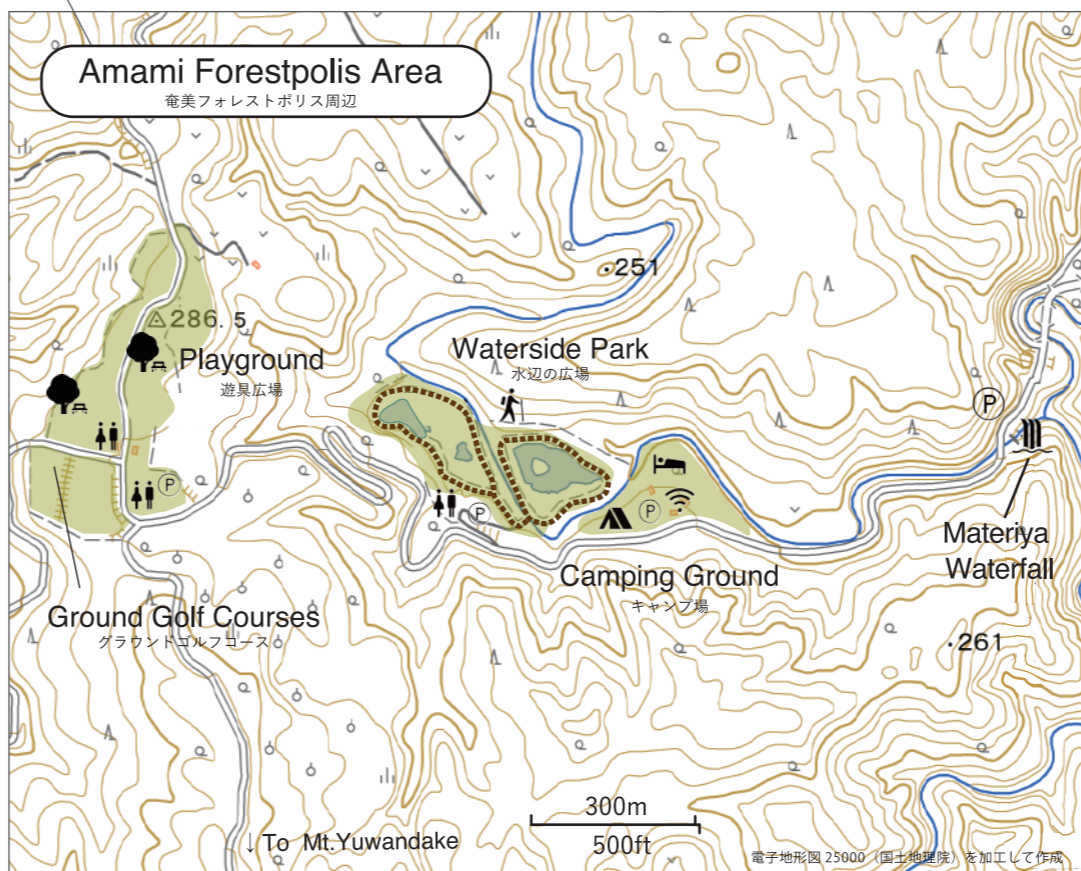 Amami Forestpolis Area
奄美フォレストポリス周辺
251
286.5
Playground
遊具広場
Waterside Park
水辺の広場
P
P
P
P
Camping Ground
キャンプ場
Materiya
Waterfall
Ground Golf Courses
グラウンドゴルフコース
261
300m
500ft
↓To Mt.Yuwandake
電子地形図 25000（国土地理院）を加工して作成